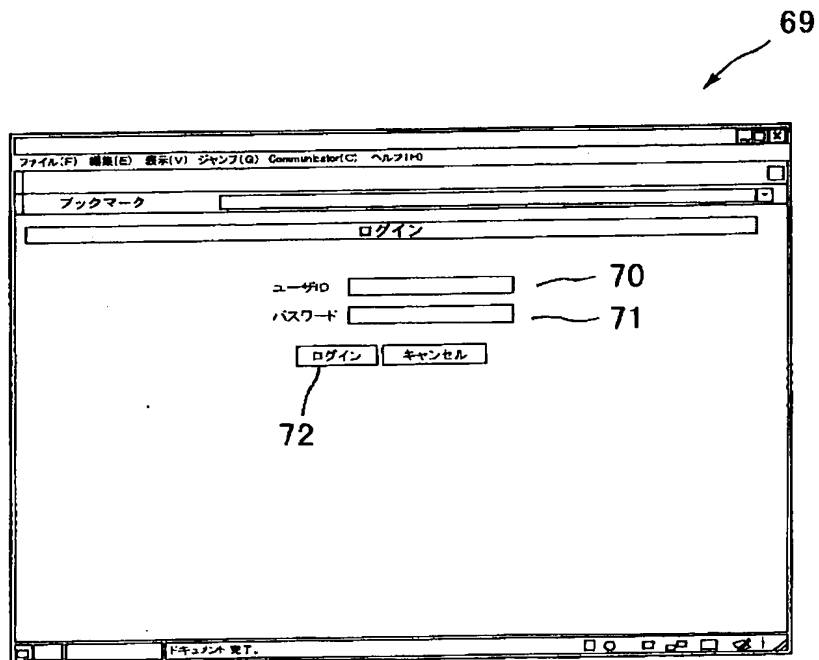 69
ファイル(F) 編集(E) 表示(V) ジャンプ(G) Communicator(C) ヘルプ(H)
ブックマーク
ログイン
ユーザID 70
パスワード 71
ログイン キャンセル
72
ドキュメント 完了。